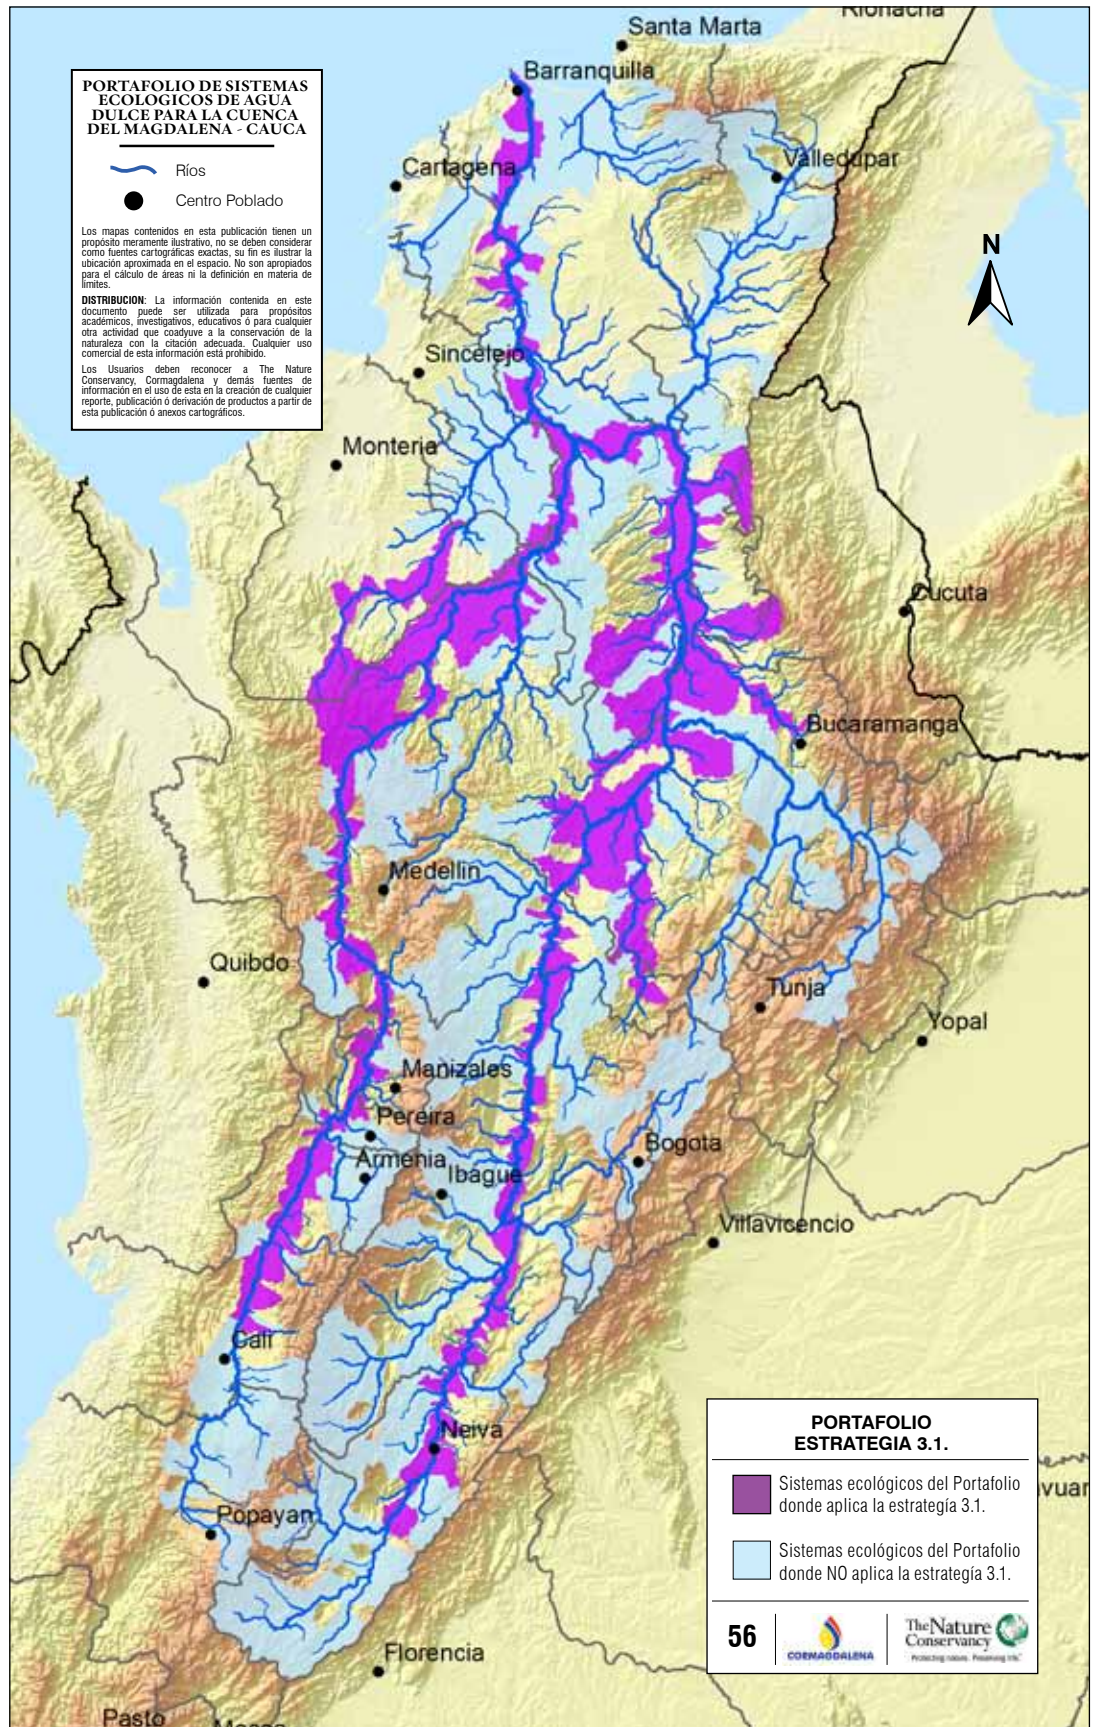 Riohacha
Santa Marta
Barranquilla
PORTAFOLIO DE SISTEMAS
ECOLOGICOS DE AGUA
DULCE PARA LA CUENCA
DEL MAGDALENA - CAUCA
Ríos
Centro Poblado
Los mapas contenidos en esta publicación tienen un
propósito meramente ilustrativo, no se deben considerar
como fuentes cartográficas exactas, su fin es ilustrar la
ubicación aproximada en el espacio. No son apropiados
para el cálculo de áreas ni la definición en materia de
límites.
DISTRIBUCION: La información contenida en este
documento puede ser utilizada para propósitos
académicos, investigativos, educativos ó para cualquier
otra actividad que coadyuve a la conservación de la
naturaleza con la citación adecuada. Cualquier uso
comercial de esta información está prohibido.
Los Usuarios deben reconocer a The Nature
Conservancy, Cormagdalena y demás fuentes de
información en el uso de esta en la creación de cualquier
reporte, publicación ó derivación de productos a partir de
esta publicación ó anexos cartográficos.
Cartagena
Valledupar
N
Sincelejo
Monteria
Cucuta
Bucaramanga
Medellin
Quibdo
Tunja
Yopal
Manizales
Pereira
Armenia
Ibague
Bogota
Villavicencio
Cali
Neiva
Popayan
Florencia
Pasto
Mocoa
PORTAFOLIO
ESTRATEGIA 3.1.
Sistemas ecológicos del Portafolio
donde aplica la estrategía 3.1.
Sistemas ecológicos del Portafolio
donde NO aplica la estrategía 3.1.
56
CORMAGDALENA
The Nature
Conservancy
Protecting nature. Preserving life.